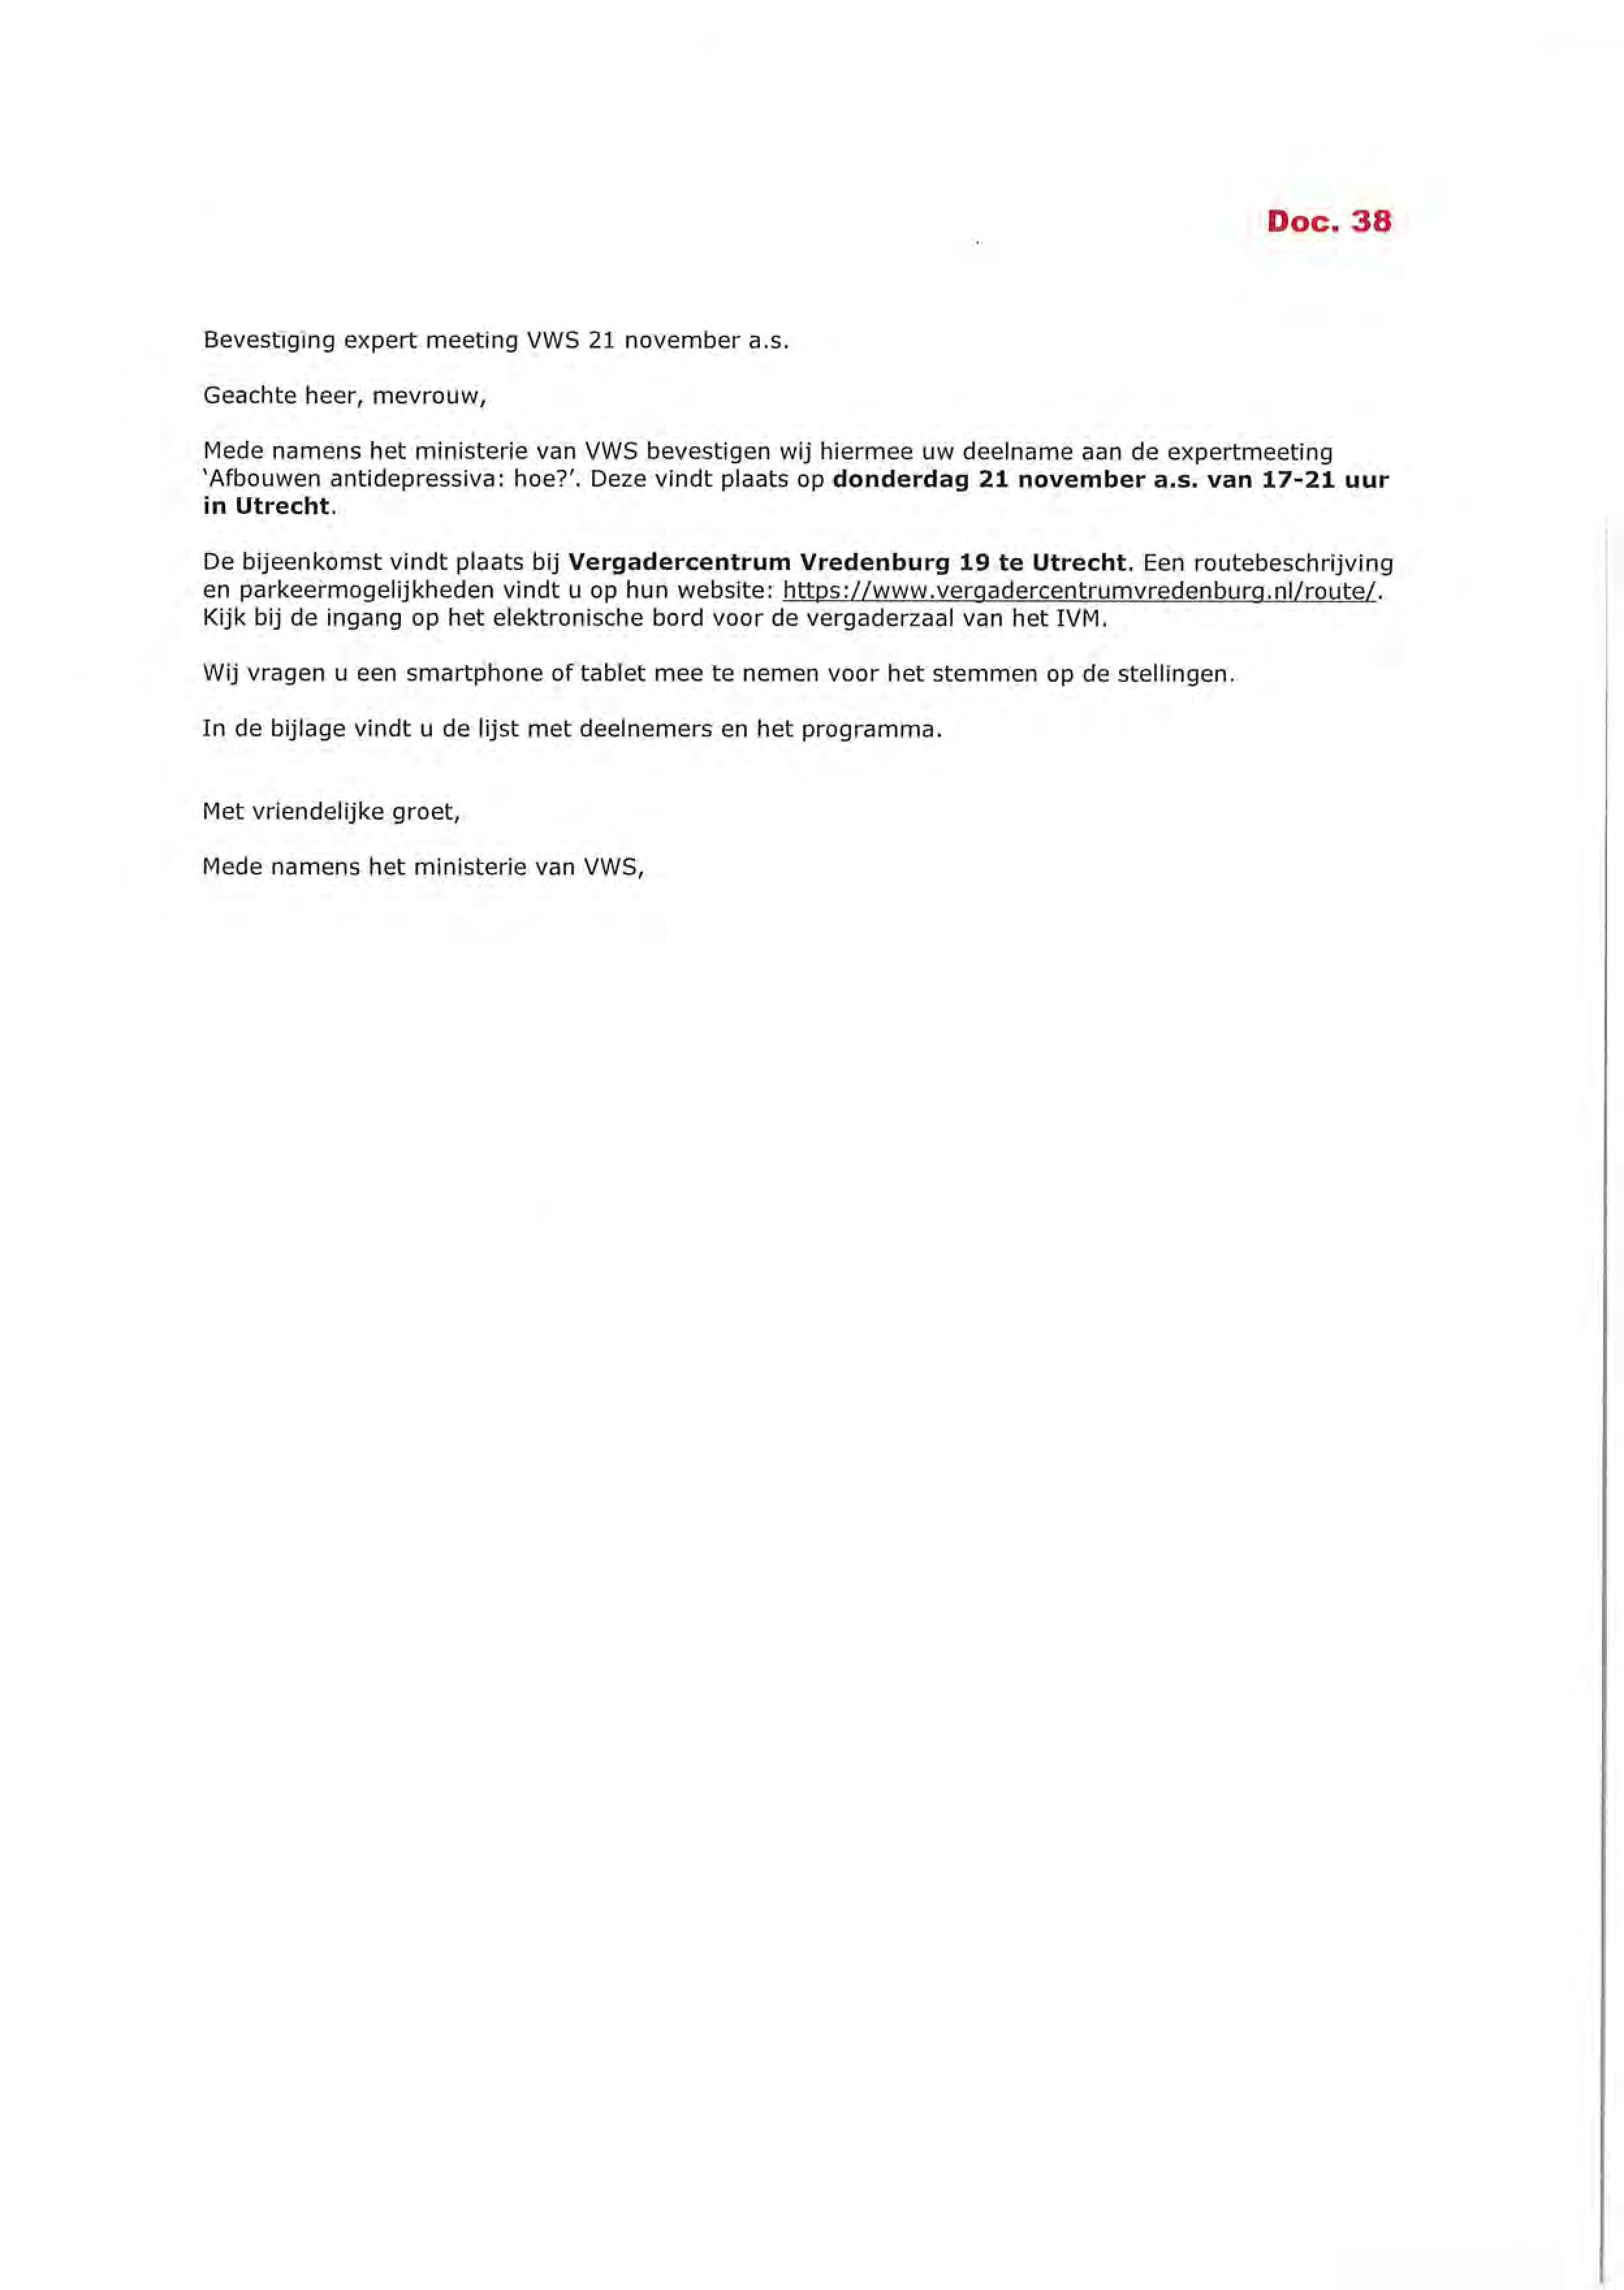 Doc. 38
Bevestiging expert meeting VWS 21 november a.s.
Geachte heer, mevrouw,
Mede namens het ministerie van VWS bevestigen wij hiermee uw deelname aan de expertmeeting
‘Afbouwen antidepressiva: hoe?’. Deze vindt plaats op donderdag 21 november a.s. van 17-21 uur
in Utrecht.
De bijeenkomst vindt plaats bij Vergadercentrum Vredenburg 19 te Utrecht. Een routebeschrijving
en parkeermogelijkheden vindt u op hun website: https://www.vergadercentrumvredenburg.nl/route/.
Kijk bij de ingang op het elektronische bord voor de vergaderzaal van het IVM.
Wij vragen u een smartphone of tablet mee te nemen voor het stemmen op de stellingen.
In de bijlage vindt u de lijst met deelnemers en het programma.
Met vriendelijke groet,
Mede namens het ministerie van VWS,